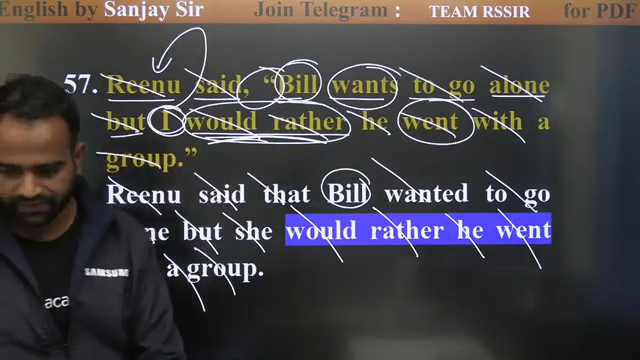 English by Sanjay Sir Join Telegram : TEAM RSSIR for PDF
57. Reenu said, “Bill wants to go alone
but I would rather he went with a
group.”
Reenu said that Bill wanted to go
but she would rather he went
a group.
SAMSUNG